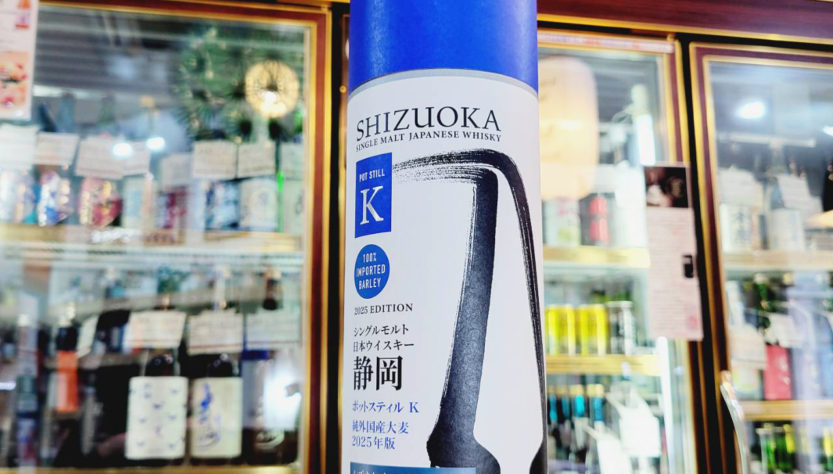 SHIZUOKA
SINGLE MALT JAPANESE WHISKY
POT STILL
K
100%
IMPORTED
BARLEY
2025 EDITION
シングルモルト
日本ウイスキー
静岡
ポットスティル K
純外国産大麦
2025年版